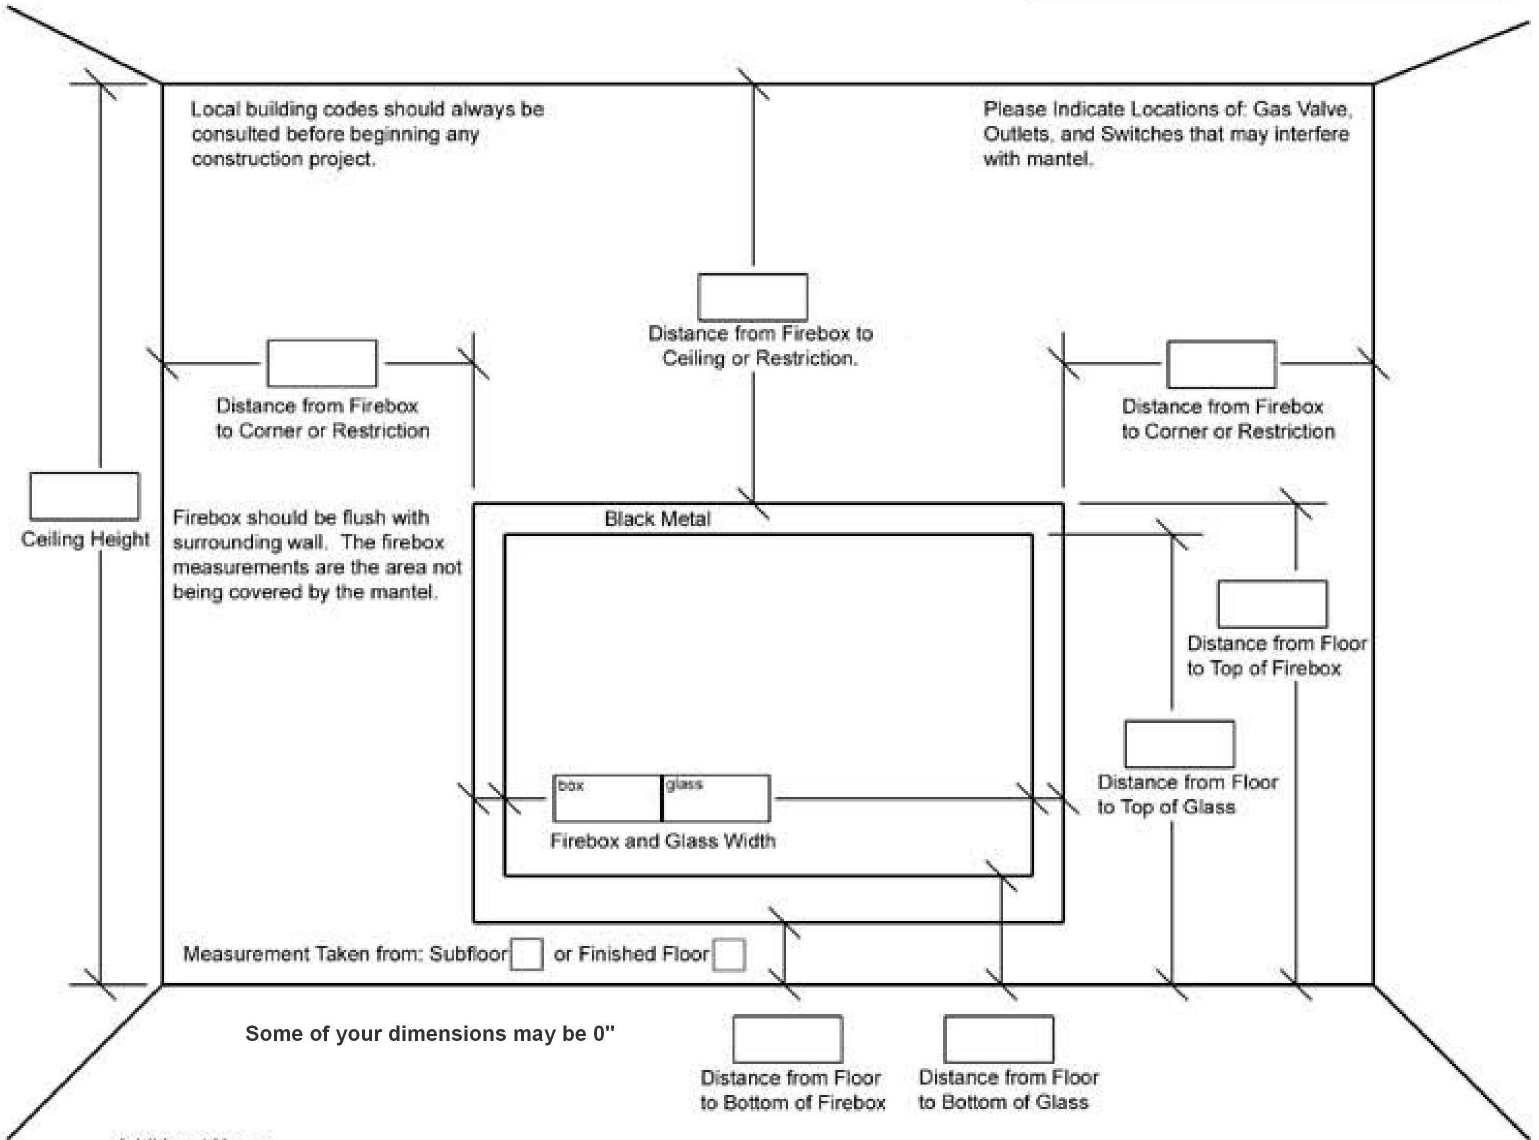 Local building codes should always be
consulted before beginning any
construction project.
Please Indicate Locations of: Gas Valve,
Outlets, and Switches that may interfere
with mantel.
Distance from Firebox to
Ceiling or Restriction.
Distance from Firebox
to Corner or Restriction
Distance from Firebox
to Corner or Restriction
Ceiling Height
Firebox should be flush with
surrounding wall. The firebox
measurements are the area not
being covered by the mantel.
Black Metal
Distance from Floor
to Top of Firebox
Distance from Floor
to Top of Glass
box
glass
Firebox and Glass Width
Measurement Taken from: Subfloor or Finished Floor
Some of your dimensions may be 0"
Distance from Floor
to Bottom of Firebox
Distance from Floor
to Bottom of Glass